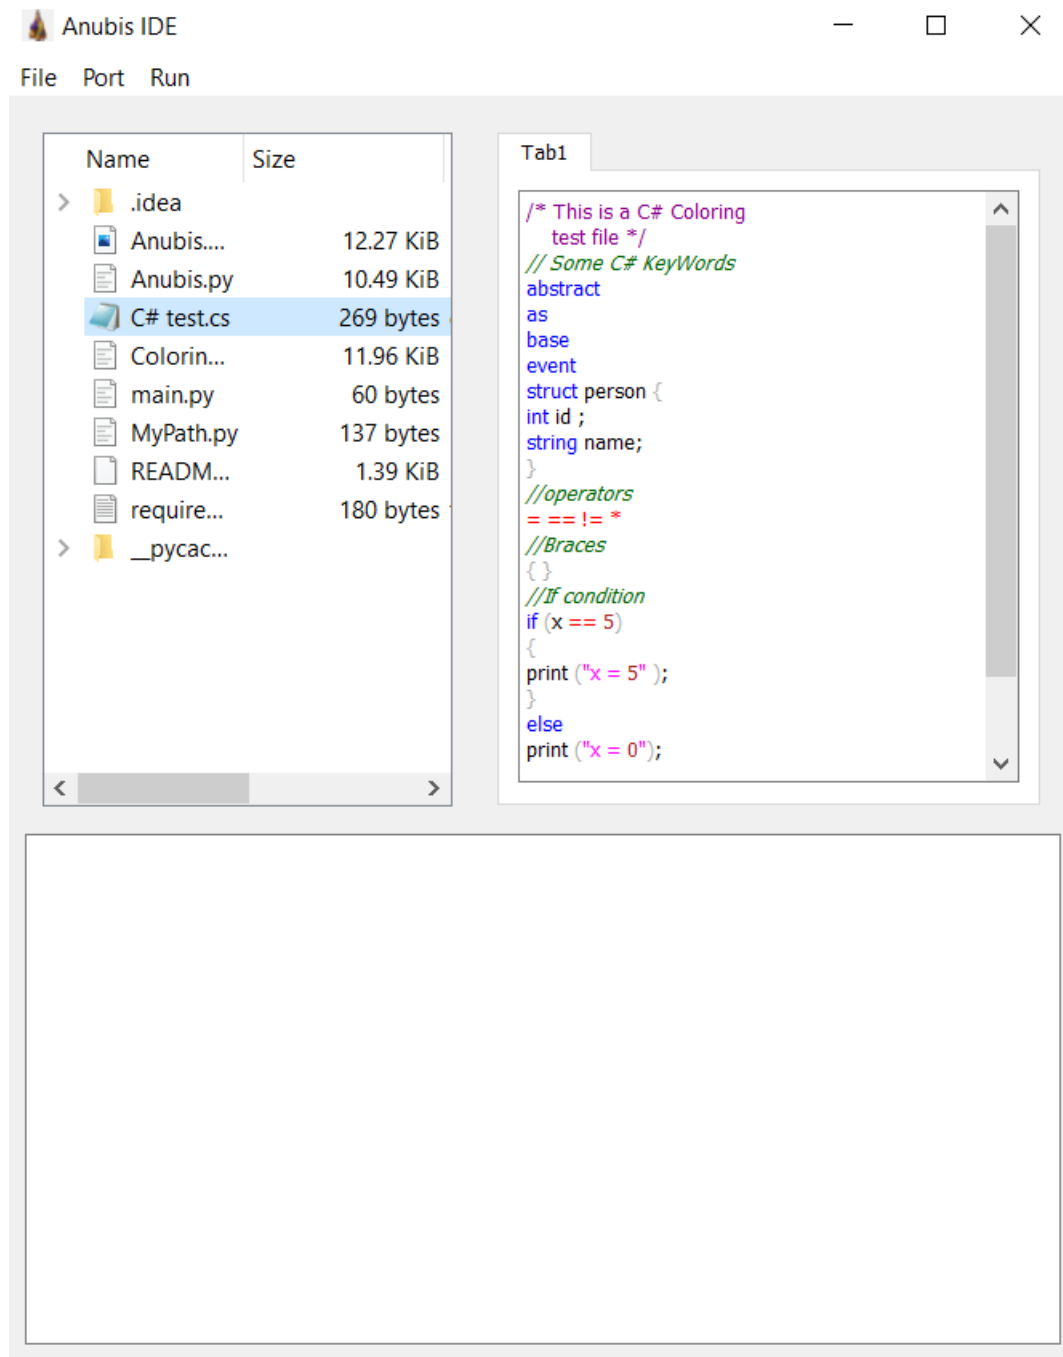 Anubis IDE
File Port Run
Name Size
.idea
Anubis.... 12.27 KiB
Anubis.py 10.49 KiB
C# test.cs 269 bytes
Colorin... 11.96 KiB
main.py 60 bytes
MyPath.py 137 bytes
READM... 1.39 KiB
require... 180 bytes
__pycac...
Tab1
/* This is a C# Coloring
test file */
// Some C# KeyWords
abstract
as
base
event
struct person {
int id ;
string name;
}
//operators
= == != *
//Braces
{ }
//If condition
if (x == 5)
{
print ("x = 5" );
}
else
print ("x = 0");